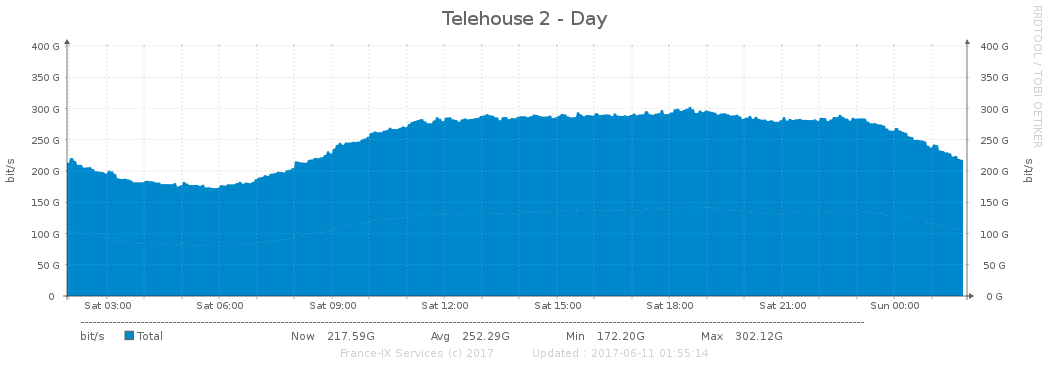 Telehouse 2 - Day
RRDTOOL / TOBI OETIKER
400 G 400 G
350 G 350 G
300 G 300 G
250 G 250 G
200 G 200 G
150 G 150 G
100 G 100 G
50 G 50 G
0 0 G
bit/s
bit/s
Sat 03:00 Sat 06:00 Sat 09:00 Sat 12:00 Sat 15:00 Sat 18:00 Sat 21:00 Sun 00:00
bit/s Total Now 217.59G Avg 252.29G Min 172.20G Max 302.12G
France-IX Services (c) 2017 Updated : 2017-06-11 01:55:14